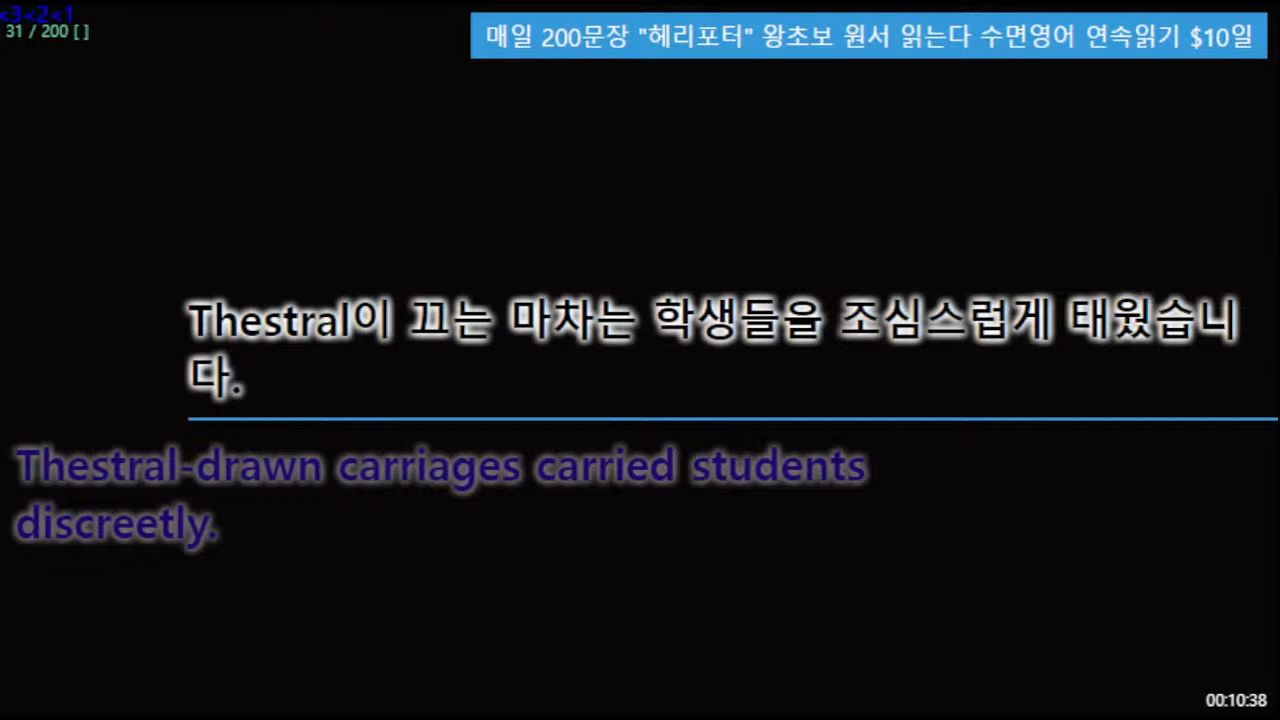 <3<2<1
31 / 200 [ ]
매일 200문장 "헤리포터" 왕초보 원서 읽는다 수면영어 연속읽기 $10일
Thestral이 끄는 마차는 학생들을 조심스럽게 태웠습니
다.
Thestral-drawn carriages carried students
discreetly.
00:10:38